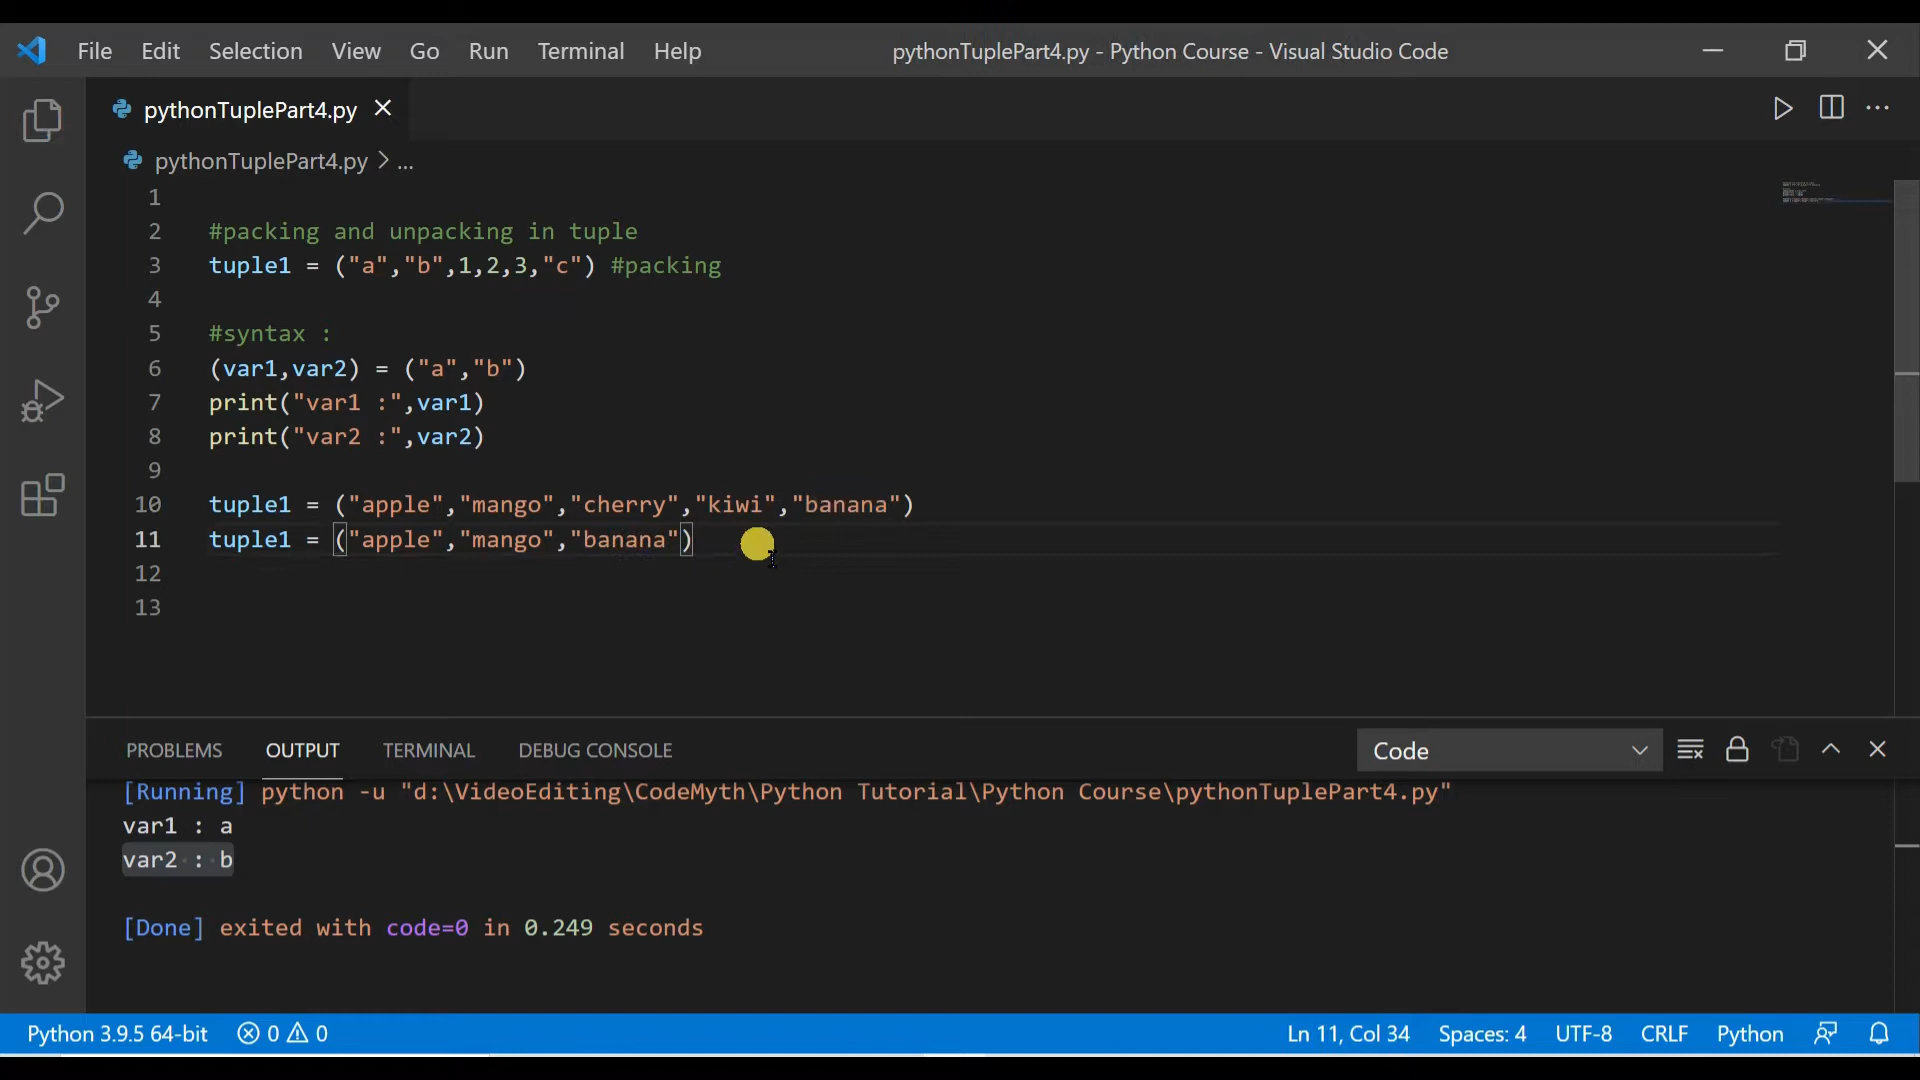 File Edit Selection View Go Run Terminal Help pythonTuplePart4.py - Python Course - Visual Studio Code
pythonTuplePart4.py
pythonTuplePart4.py > ...
1
2 #packing and unpacking in tuple
3 tuple1 = ("a","b",1,2,3,"c") #packing
4
5 #syntax :
6 (var1,var2) = ("a","b")
7 print("var1 :",var1)
8 print("var2 :",var2)
9
10 tuple1 = ("apple","mango","cherry","kiwi","banana")
11 tuple1 = ("apple","mango","banana")
12
13
PROBLEMS OUTPUT TERMINAL DEBUG CONSOLE Code
[Running] python -u "d:\VideoEditing\CodeMyth\Python Tutorial\Python Course\pythonTuplePart4.py"
var1 : a
var2 : b
[Done] exited with code=0 in 0.249 seconds
Python 3.9.5 64-bit 0 0 Ln 11, Col 34 Spaces: 4 UTF-8 CRLF Python